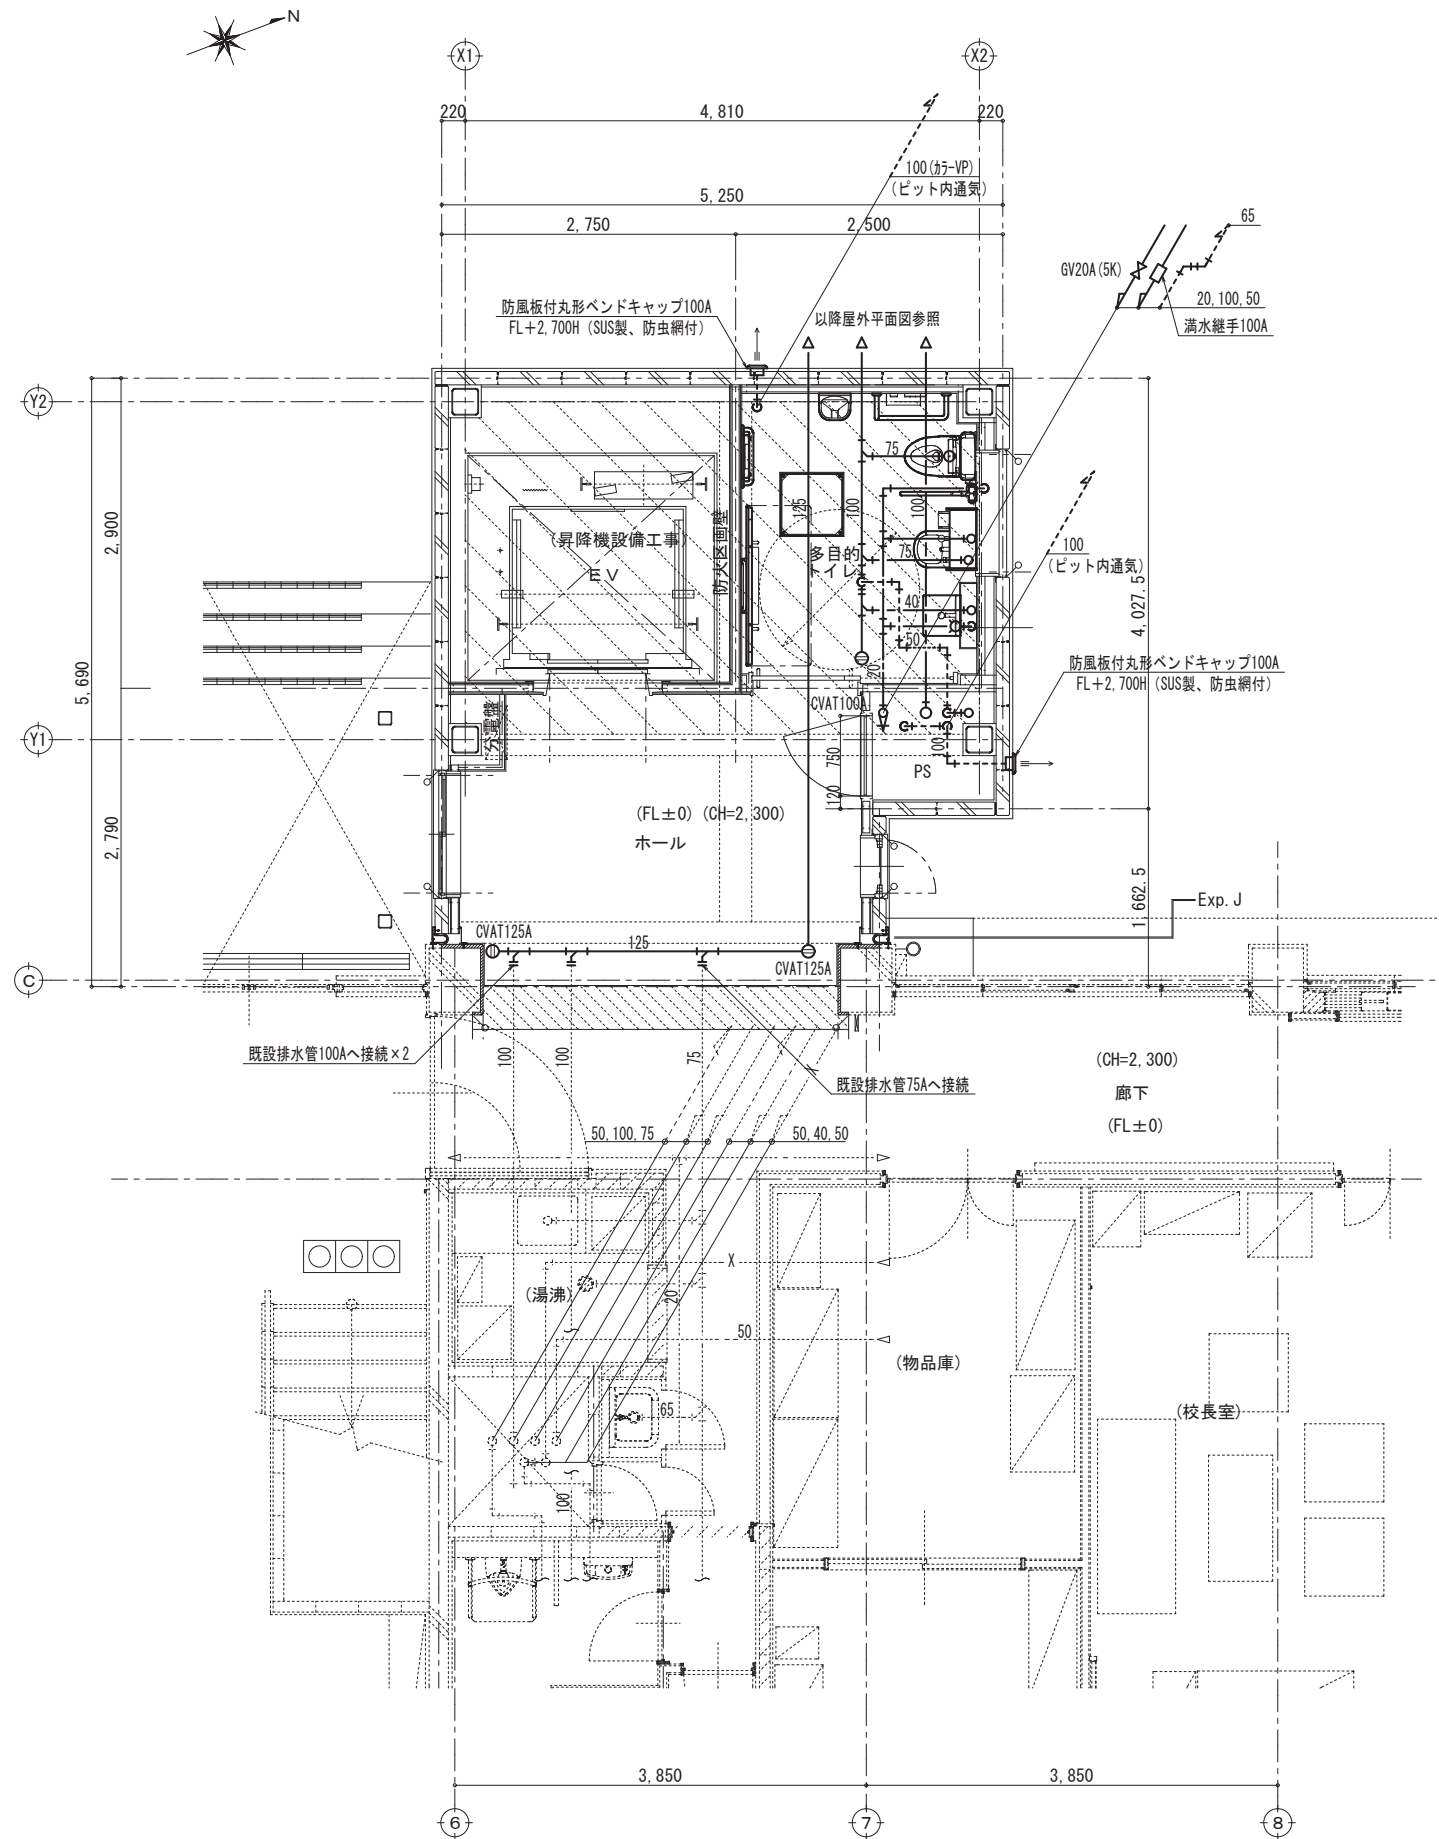 N
X1
X2
220
4,810
220
100(ｶﾗｰVP)
(ピット内通気)
5,250
2,750
2,500
65
GV20A(5K)
20,100,50
満水継手100A
防風板付丸形ベンドキャップ100A
FL+2,700H (SUS製、防虫網付)
以降屋外平面図参照
Y2
75
125
100
100
2,900
(昇降機設備工事)
EV
防火区画壁
多目的
トイレ
75
100
(ピット内通気)
40
50
4,027.5
5,690
20
防風板付丸形ベンドキャップ100A
FL+2,700H (SUS製、防虫網付)
CVAT100A
分電盤
Y1
100
750
PS
120
(FL±0) (CH=2,300)
ホール
2,790
1,662.5
Exp.J
CVAT125A
125
CVAT125A
C
既設排水管100Aへ接続×2
100
100
75
既設排水管75Aへ接続
(CH=2,300)
廊下
(FL±0)
50,100,75
50,40,50
X
(湯沸)
20
50
(物品庫)
65
(校長室)
100
3,850
3,850
6
7
8